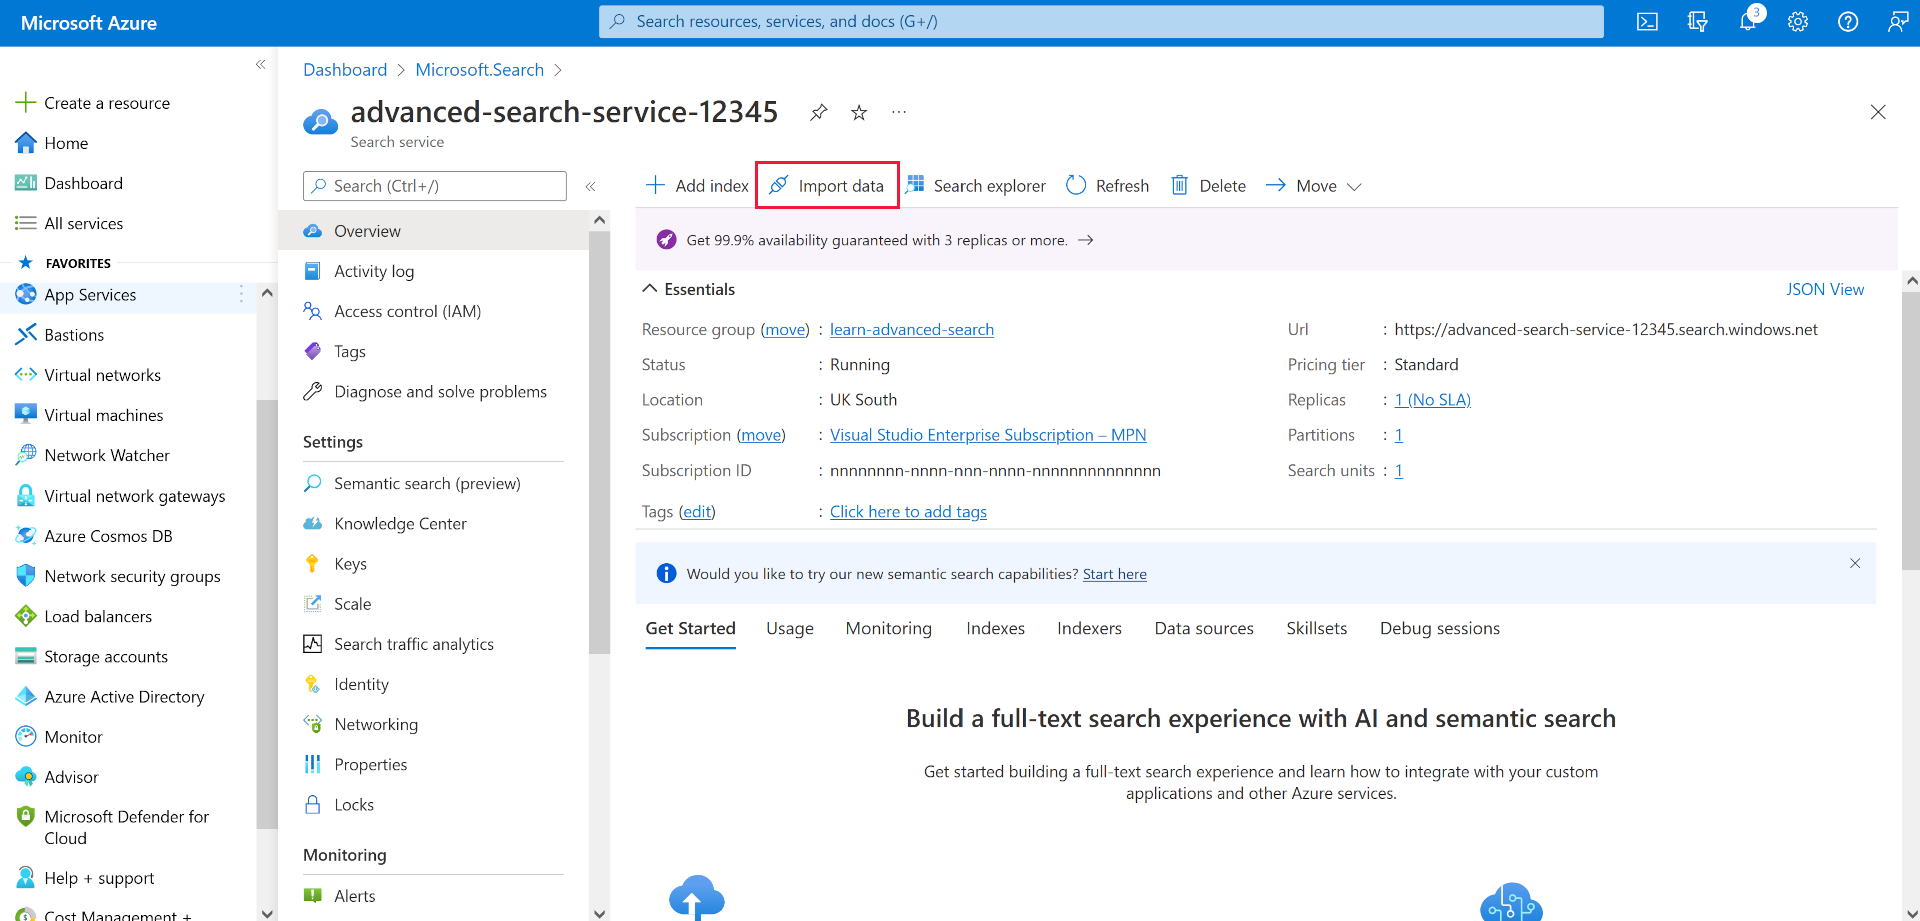 Microsoft Azure
Search resources, services, and docs (G+/)
3
Create a resource
Home
Dashboard
All services
FAVORITES
App Services
Bastions
Virtual networks
Virtual machines
Network Watcher
Virtual network gateways
Azure Cosmos DB
Network security groups
Load balancers
Storage accounts
Azure Active Directory
Monitor
Advisor
Microsoft Defender for
Cloud
Help + support
Cost Management +
Dashboard > Microsoft.Search >
advanced-search-service-12345
Search service
Search (Ctrl+/)
Overview
Activity log
Access control (IAM)
Tags
Diagnose and solve problems
Settings
Semantic search (preview)
Knowledge Center
Keys
Scale
Search traffic analytics
Identity
Networking
Properties
Locks
Monitoring
Alerts
Add index Import data Search explorer Refresh Delete Move
Get 99.9% availability guaranteed with 3 replicas or more. →
Essentials
JSON View
Resource group (move) : learn-advanced-search
Status : Running
Location : UK South
Subscription (move) : Visual Studio Enterprise Subscription – MPN
Subscription ID : nnnnnnnn-nnnn-nnn-nnnn-nnnnnnnnnnnnnn
Tags (edit) : Click here to add tags
Url : https://advanced-search-service-12345.search.windows.net
Pricing tier : Standard
Replicas : 1 (No SLA)
Partitions : 1
Search units : 1
Would you like to try our new semantic search capabilities? Start here
Get Started Usage Monitoring Indexes Indexers Data sources Skillsets Debug sessions
Build a full-text search experience with AI and semantic search
Get started building a full-text search experience and learn how to integrate with your custom
applications and other Azure services.